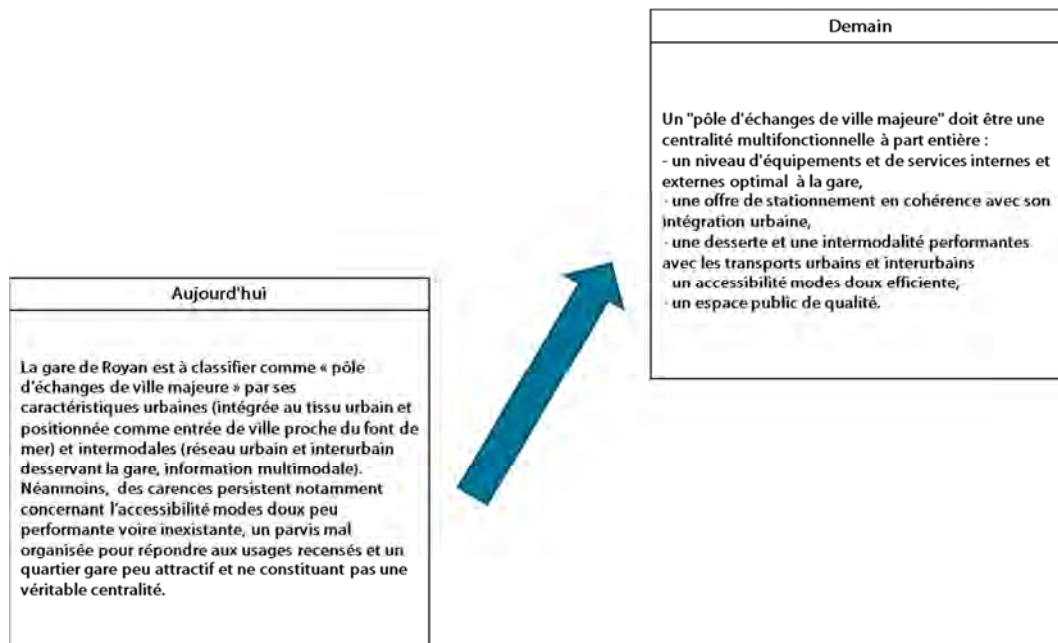 Demain
Un "pôle d'échanges de ville majeure" doit être une
centralité multifonctionnelle à part entière :
- un niveau d'équipements et de services internes et
externes optimal à la gare,
· une offre de stationnement en cohérence avec son
intégration urbaine,
· une desserte et une intermodalité performantes
avec les transports urbains et interurbains
un accessibilité modes doux efficiente,
· un espace public de qualité.
Aujourd'hui
La gare de Royan est à classifier comme « pôle
d'échanges de ville majeure » par ses
caractéristiques urbaines (intégrée au tissu urbain et
positionnée comme entrée de ville proche du font de
mer) et intermodales (réseau urbain et interurbain
desservant la gare, information multimodale).
Néanmoins, des carences persistent notamment
concernant l'accessibilité modes doux peu
performante voire inexistante, un parvis mal
organisée pour répondre aux usages recensés et un
quartier gare peu attractif et ne constituant pas une
véritable centralité.